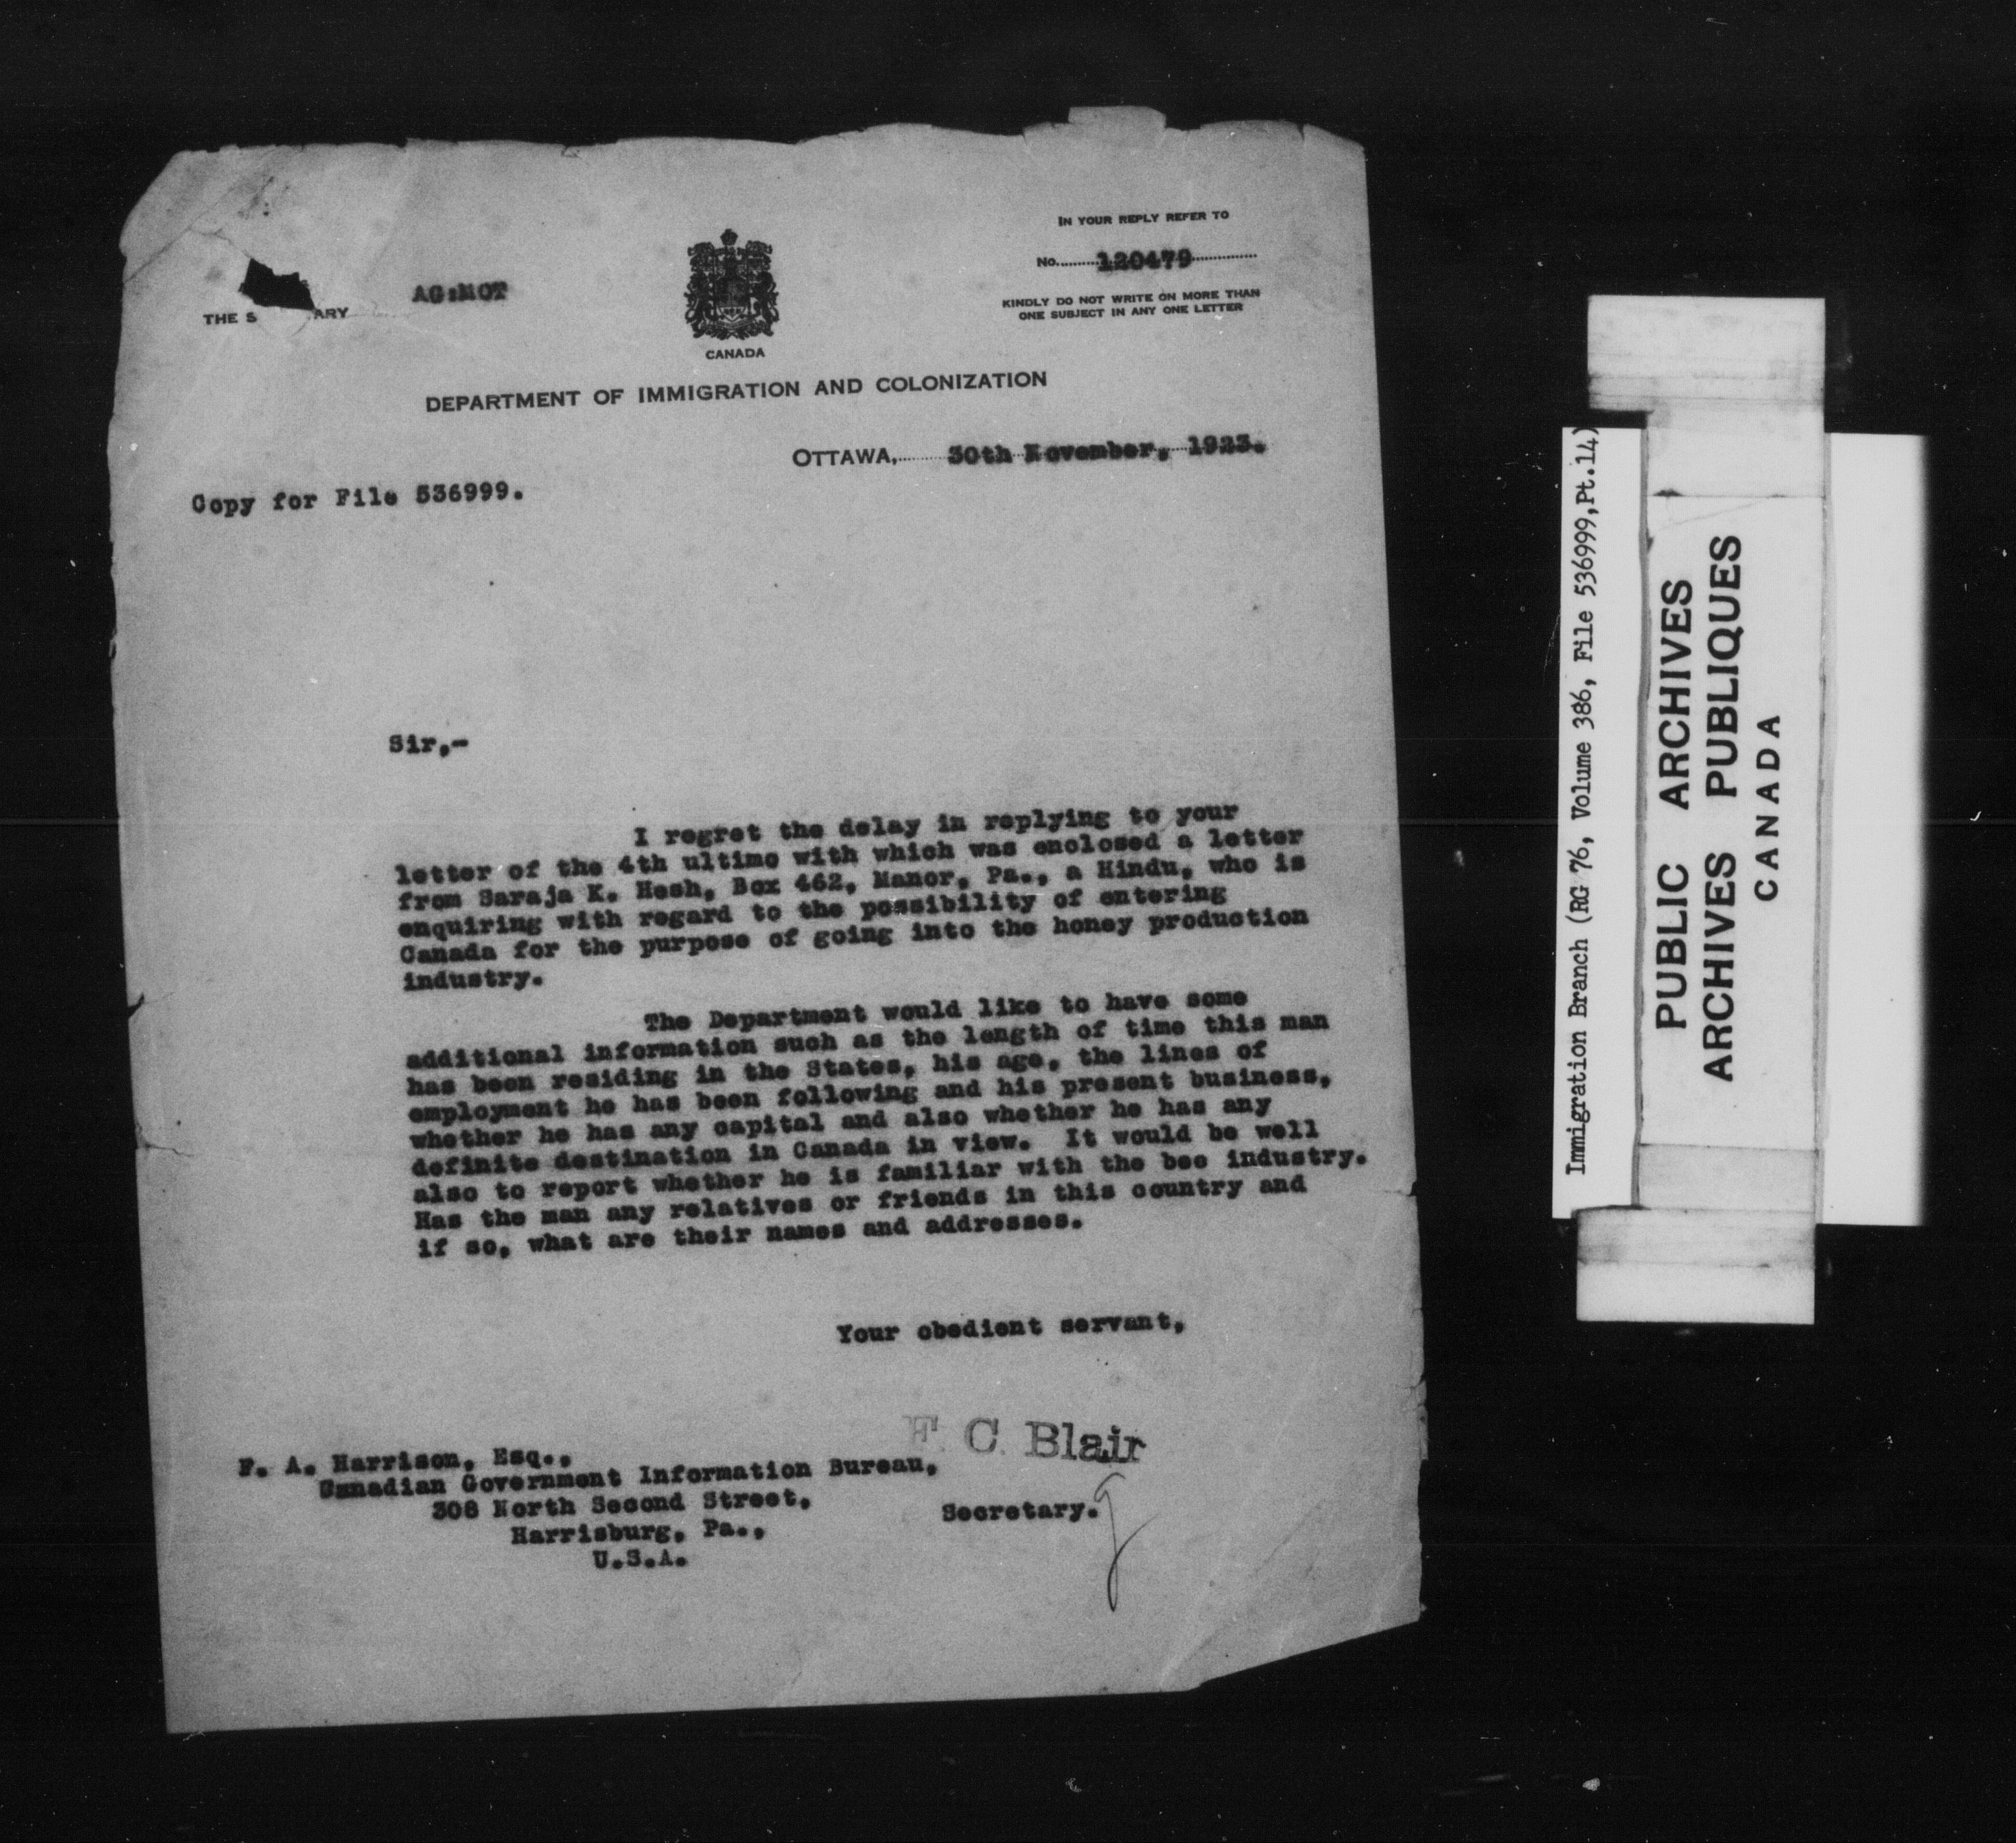 IN YOUR REPLY REFER TO
No. 120479
KINDLY DO NOT WRITE ON MORE THAN
ONE SUBJECT IN ANY ONE LETTER
THE S ARY
AG:MCT
CANADA
DEPARTMENT OF IMMIGRATION AND COLONIZATION
OTTAWA, 30th November, 1923.
Copy for File 536999.
Sir,-
I regret the delay in replying to your
letter of the 4th ultimo with which was enclosed a letter
from Saraja K. Hesh, Box 462, Manor, Pa., a Hindu, who is
enquiring with regard to the possibility of entering
Canada for the purpose of going into the honey production
industry.
The Department would like to have some
additional information such as the length of time this man
has been residing in the States, his age, the lines of
employment he has been following and his present business,
whether he has any capital and also whether he has any
definite destination in Canada in view. It would be well
also to report whether he is familiar with the bee industry.
Has the man any relatives or friends in this country and
if so, what are their names and addresses.
Your obedient servant,
F. C. Blair
Secretary.
F. A. Harrison, Esq.,
Canadian Government Information Bureau,
308 North Second Street,
Harrisburg, Pa.,
U.S.A.
Immigration Branch (RG 76, Volume 386, File 536999,Pt.14)
PUBLIC ARCHIVES
ARCHIVES PUBLIQUES
CANADA